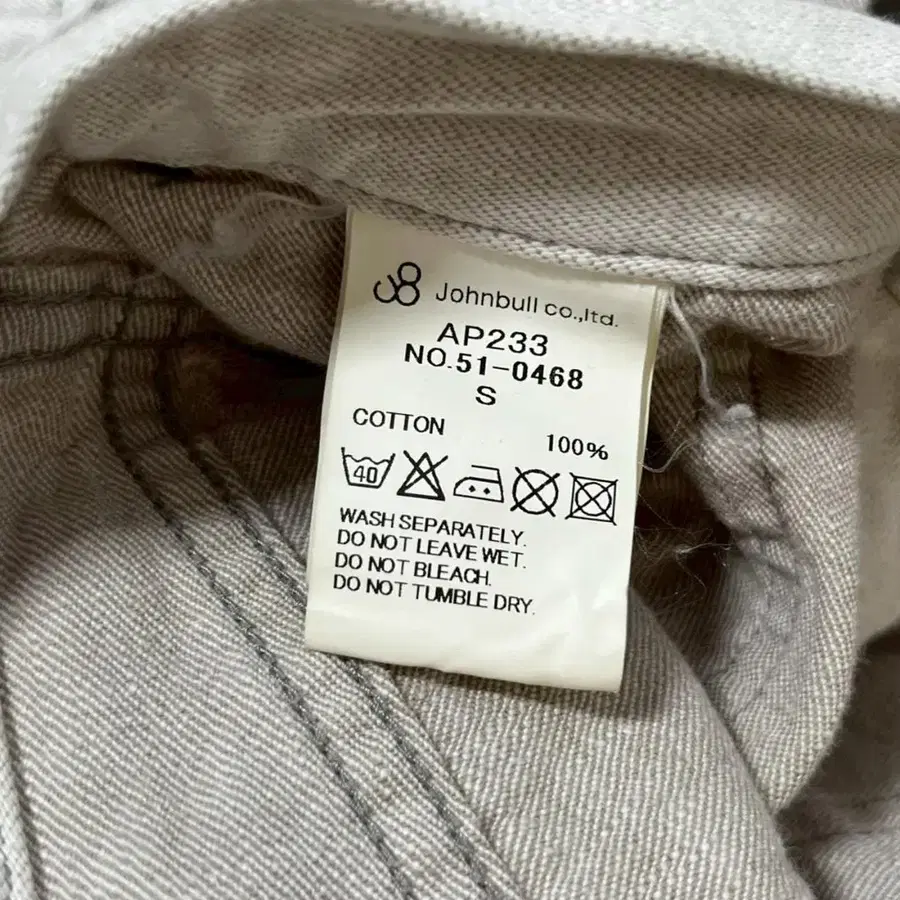 Johnbull co.,ltd.
AP233
NO.51-0468
S
COTTON 100%
40
WASH SEPARATELY.
DO NOT LEAVE WET.
DO NOT BLEACH.
DO NOT TUMBLE DRY.